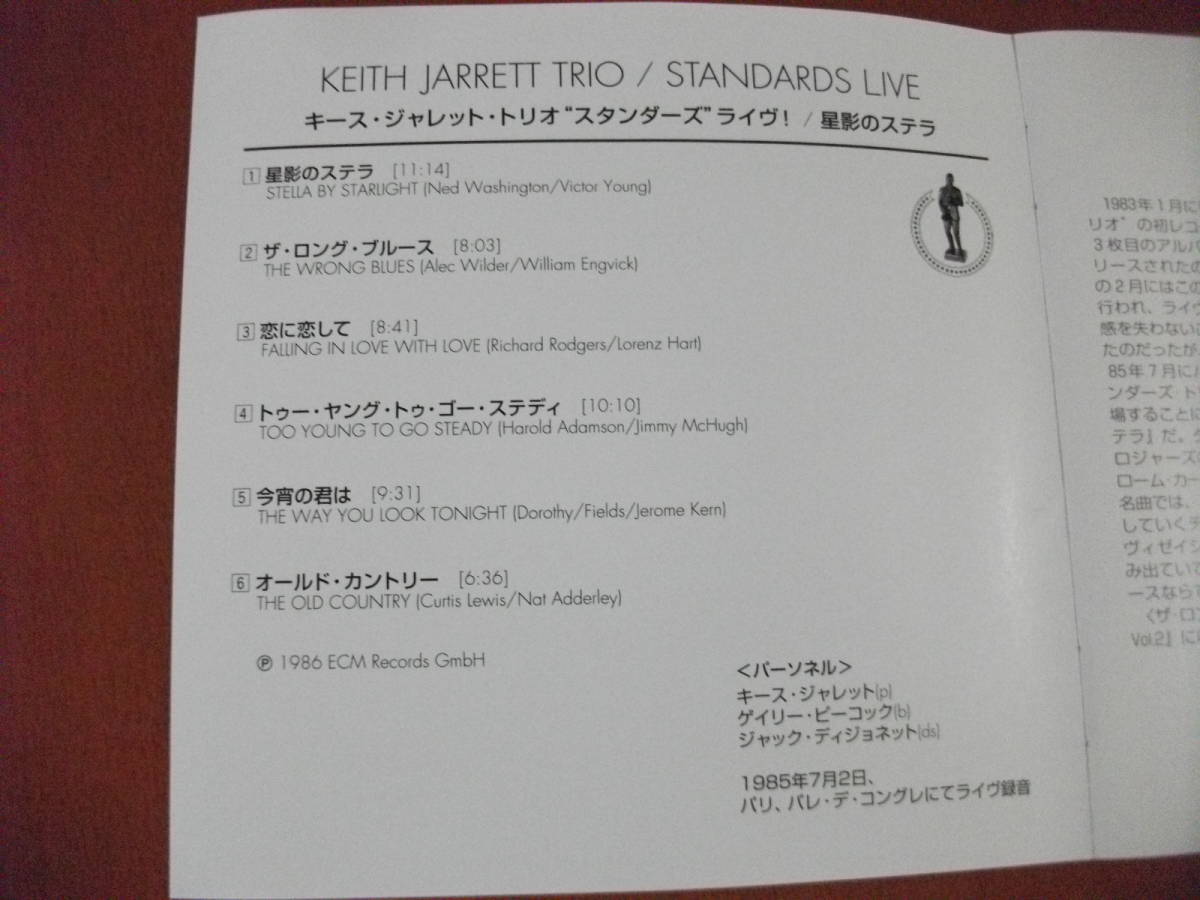 KEITH JARRETT TRIO / STANDARDS LIVE
キース・ジャレット・トリオ“スタンダーズ”ライヴ! / 星影のステラ
1 星影のステラ [11:14]
STELLA BY STARLIGHT (Ned Washington/Victor Young)
2 ザ・ロング・ブルース [8:03]
THE WRONG BLUES (Alec Wilder/William Engvick)
3 恋に恋して [8:41]
FALLING IN LOVE WITH LOVE (Richard Rodgers/Lorenz Hart)
4 トゥー・ヤング・トゥ・ゴー・ステディ [10:10]
TOO YOUNG TO GO STEADY (Harold Adamson/Jimmy McHugh)
5 今宵の君は [9:31]
THE WAY YOU LOOK TONIGHT (Dorothy/Fields/Jerome Kern)
6 オールド・カントリー [6:36]
THE OLD COUNTRY (Curtis Lewis/Nat Adderley)
Ⓟ 1986 ECM Records GmbH
<パーソネル>
キース・ジャレット(p)
ゲイリー・ピーコック(b)
ジャック・ディジョネット(ds)
1985年7月2日、
パリ、パレ・デ・コングレにてライヴ録音
1983年1月に
リオ”の初レコ
3枚目のアルバ
リースされたの
の2月にはこの
行われ、ライヴ
感を失わない
たのだったが、
85年7月にパ
ンダーズ・ト
場することに
テラ』だ。
ロジャーズの
ローム・カー
名曲では、
していく
ヴィゼイシ
み出ていて
ースならす
〈ザ・ロン
Vol.2』に